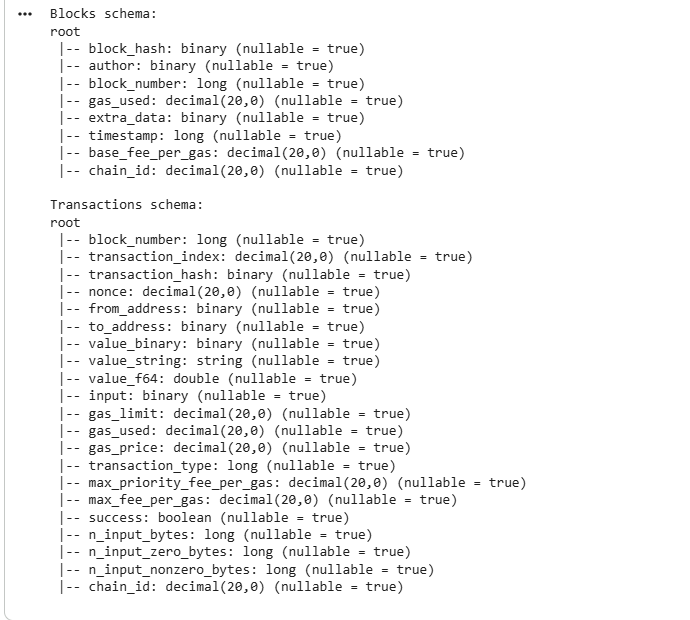 ••• Blocks schema:
root
 |-- block_hash: binary (nullable = true)
 |-- author: binary (nullable = true)
 |-- block_number: long (nullable = true)
 |-- gas_used: decimal(20,0) (nullable = true)
 |-- extra_data: binary (nullable = true)
 |-- timestamp: long (nullable = true)
 |-- base_fee_per_gas: decimal(20,0) (nullable = true)
 |-- chain_id: decimal(20,0) (nullable = true)

Transactions schema:
root
 |-- block_number: long (nullable = true)
 |-- transaction_index: decimal(20,0) (nullable = true)
 |-- transaction_hash: binary (nullable = true)
 |-- nonce: decimal(20,0) (nullable = true)
 |-- from_address: binary (nullable = true)
 |-- to_address: binary (nullable = true)
 |-- value_binary: binary (nullable = true)
 |-- value_string: string (nullable = true)
 |-- value_f64: double (nullable = true)
 |-- input: binary (nullable = true)
 |-- gas_limit: decimal(20,0) (nullable = true)
 |-- gas_used: decimal(20,0) (nullable = true)
 |-- gas_price: decimal(20,0) (nullable = true)
 |-- transaction_type: long (nullable = true)
 |-- max_priority_fee_per_gas: decimal(20,0) (nullable = true)
 |-- max_fee_per_gas: decimal(20,0) (nullable = true)
 |-- success: boolean (nullable = true)
 |-- n_input_bytes: long (nullable = true)
 |-- n_input_zero_bytes: long (nullable = true)
 |-- n_input_nonzero_bytes: long (nullable = true)
 |-- chain_id: decimal(20,0) (nullable = true)